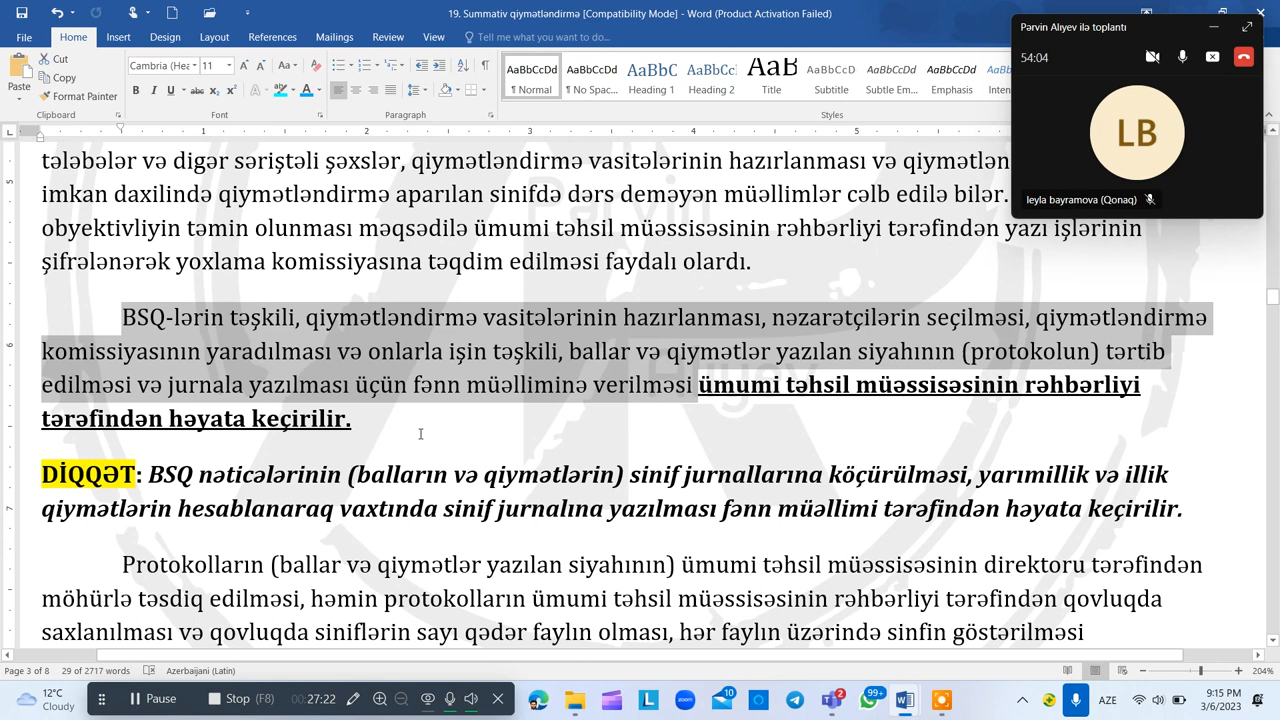 19. Summativ qiymətləndirmə [Compatibility Mode] - Word (Product Activation Failed)
File Home Insert Design Layout References Mailings Review View Help Tell me what you want to do...
Cut
Copy
Format Painter
Paste
Clipboard
Cambria (Hea 11
Font
Paragraph
AaBbCcDd AaBbCcDd AaBbC AaBbCc AaB AaBbCcD AaBbCcDd AaBbCcDd
¶ Normal ¶ No Spac... Heading 1 Heading 2 Title Subtitle Subtle Em... Emphasis
Styles
Pərvin Alıyev ilə toplantı
54:04
LB
leyla bayramova (Qonaq)
tələbələr və digər səriştəli şəxslər, qiymətləndirmə vasitələrinin hazırlanması və qiymətlən
imkan daxilində qiymətləndirmə aparılan sinifdə dərs deməyən müəllimlər cəlb edilə bilər.
obyektivliyin təmin olunması məqsədilə ümumi təhsil müəssisəsinin rəhbərliyi tərəfindən yazı işlərinin
şifrələnərək yoxlama komissiyasına təqdim edilməsi faydalı olardı.
BSQ-lərin təşkili, qiymətləndirmə vasitələrinin hazırlanması, nəzarətçilərin seçilməsi, qiymətləndirmə
komissiyasının yaradılması və onlarla işin təşkili, ballar və qiymətlər yazılan siyahının (protokolun) tərtib
edilməsi və jurnala yazılması üçün fənn müəlliminə verilməsi ümumi təhsil müəssisəsinin rəhbərliyi
tərəfindən həyata keçirilir.
DİQQƏT: BSQ nəticələrinin (balların və qiymətlərin) sinif jurnallarına köçürülməsi, yarımillik və illik
qiymətlərin hesablanaraq vaxtında sinif jurnalına yazılması fənn müəllimi tərəfindən həyata keçirilir.
Protokolların (ballar və qiymətlər yazılan siyahının) ümumi təhsil müəssisəsinin direktoru tərəfindən
möhürlə təsdiq edilməsi, həmin protokolların ümumi təhsil müəssisəsinin rəhbərliyi tərəfindən qovluqda
saxlanılması və qovluqda siniflərin sayı qədər faylın olması, hər faylın üzərində sinfin göstərilməsi
Page 3 of 8 29 of 2717 words Azerbaijani (Latin) 204%
12°C
Cloudy
Pause Stop (F8) 00:27:22
10 2 99+
AZE
9:15 PM
3/6/2023